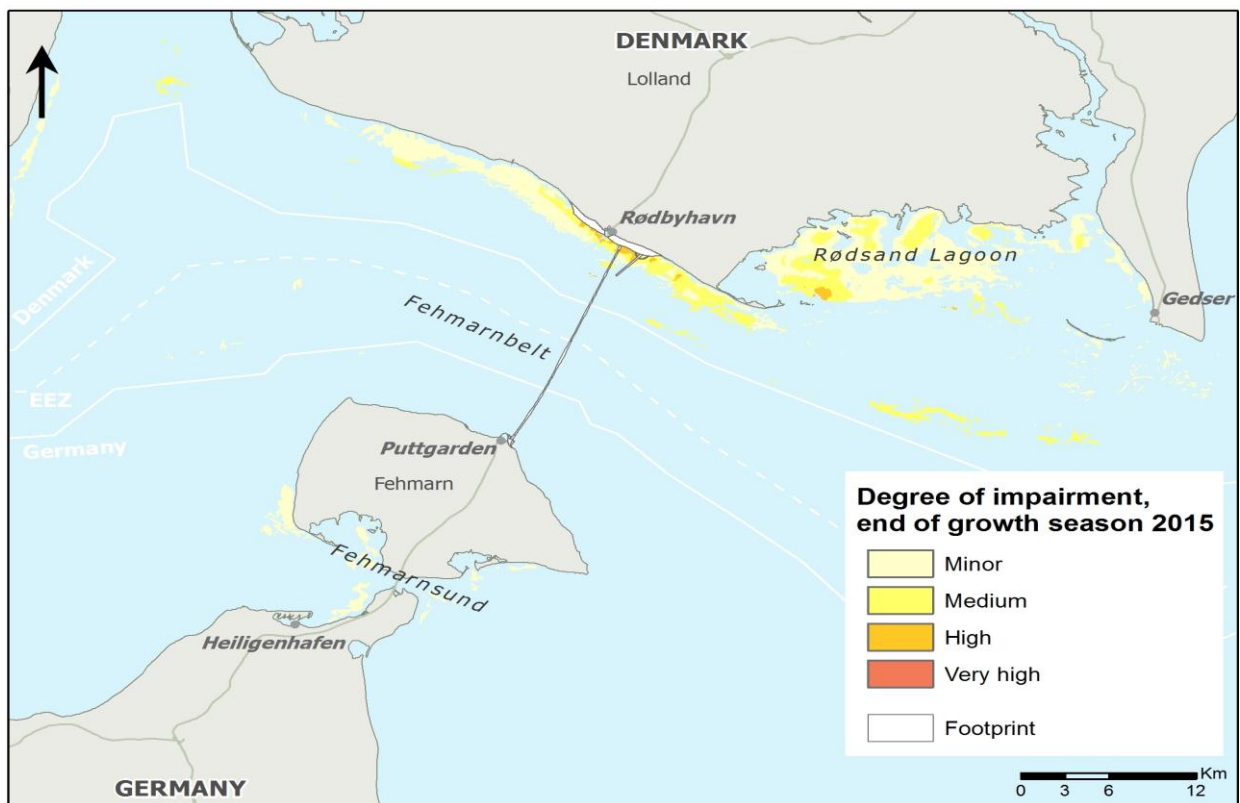 DENMARK
Lolland
Rødbyhavn
Rødsand Lagoon
Gedser
Denmark
Fehmarnbelt
EEZ
Germany
Puttgarden
Fehmarn
Fehmarnsund
Heiligenhafen
GERMANY
Degree of impairment,
end of growth season 2015
Minor
Medium
High
Very high
Footprint
Km
0 3 6 12